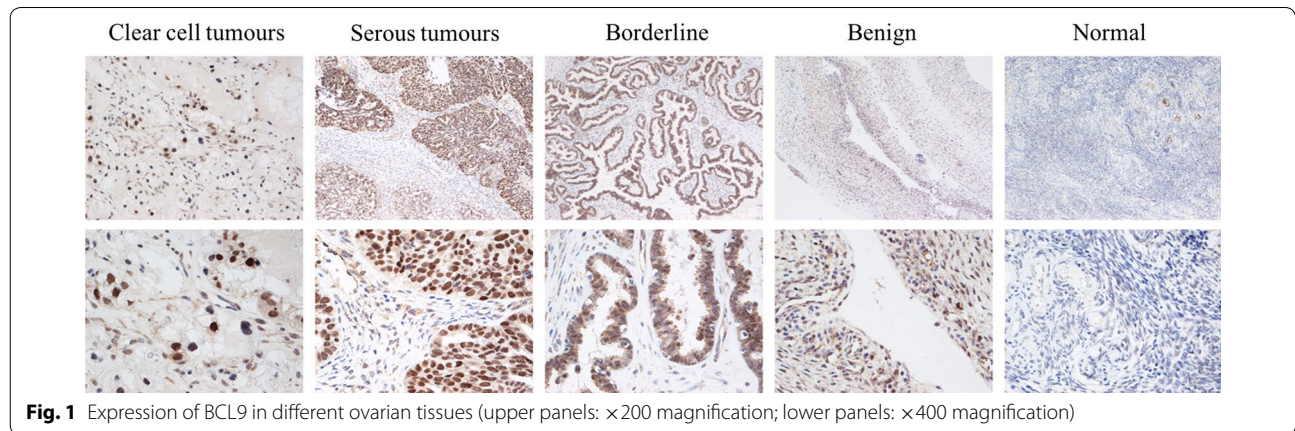 Clear cell tumours Serous tumours Borderline Benign Normal
Fig. 1 Expression of BCL9 in different ovarian tissues (upper panels: ×200 magnification; lower panels: ×400 magnification)